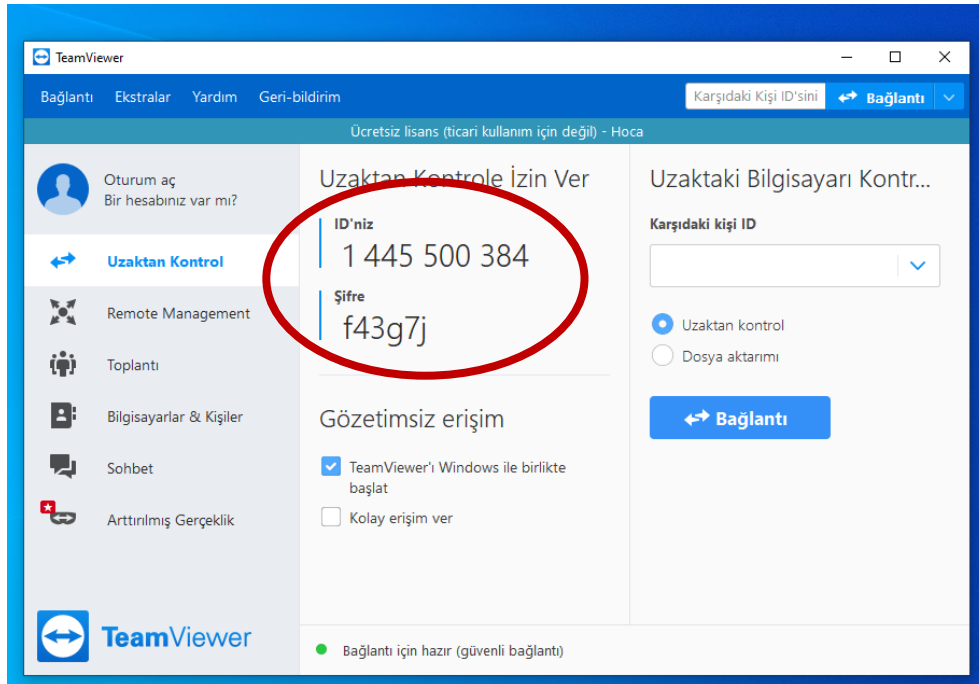 TeamViewer
Bağlantı Ekstralar Yardım Geri-bildirim
Karşıdaki Kişi ID'sini
Bağlantı
Ücretsiz lisans (ticari kullanım için değil) - Hoca
Oturum aç
Bir hesabınız var mı?
Uzaktan Kontrol
Remote Management
Toplantı
Bilgisayarlar & Kişiler
Sohbet
Arttırılmış Gerçeklik
TeamViewer
Uzaktan Kontrole İzin Ver
ID'niz
1 445 500 384
Şifre
f43g7j
Gözetimsiz erişim
TeamViewer'ı Windows ile birlikte
başlat
Kolay erişim ver
Uzaktaki Bilgisayarı Kontr...
Karşıdaki kişi ID
Uzaktan kontrol
Dosya aktarımı
Bağlantı
Bağlantı için hazır (güvenli bağlantı)